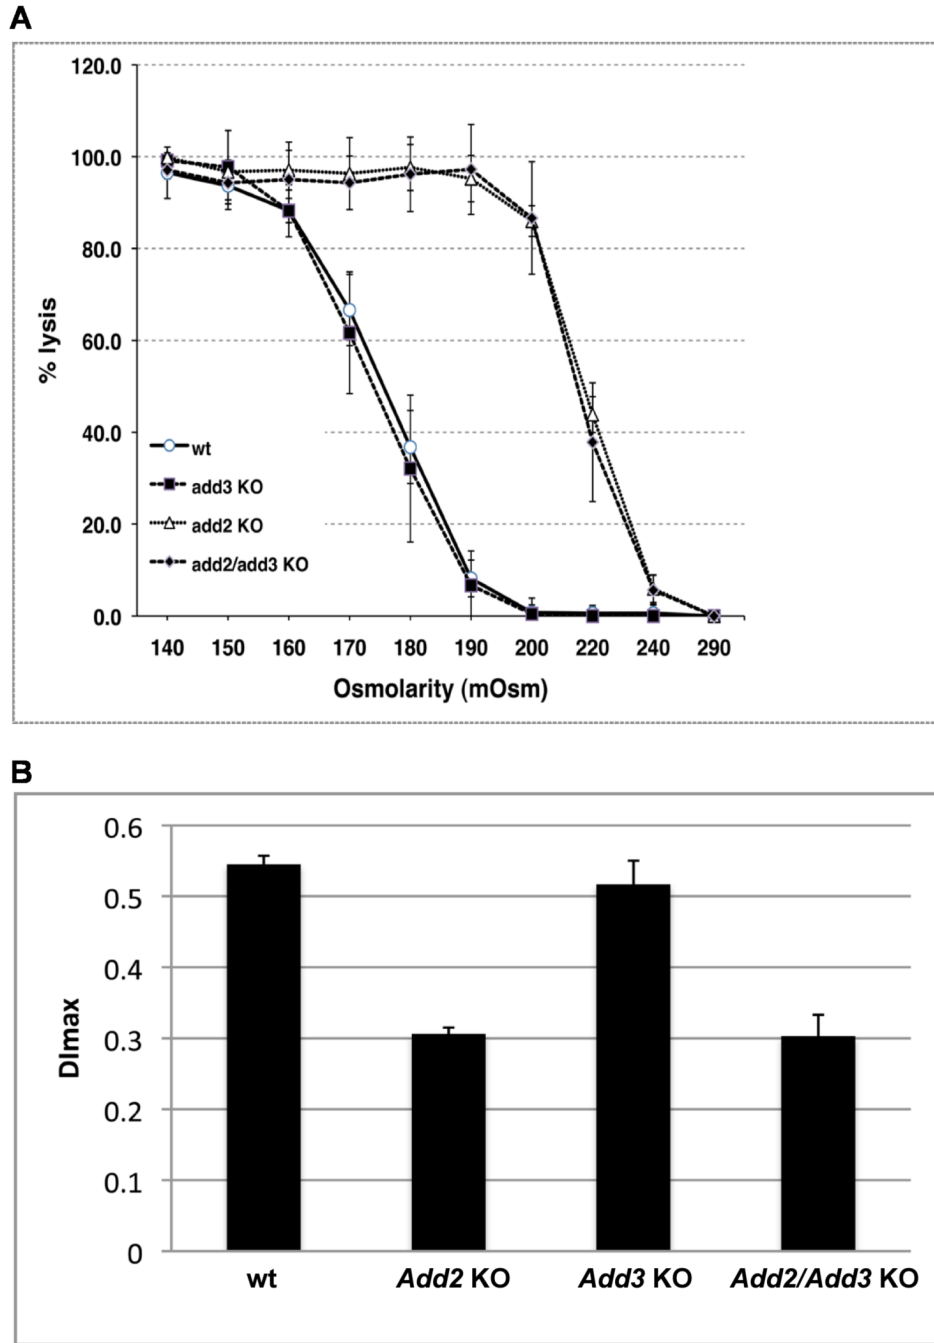 A
120.0
100.0
80.0
60.0
40.0
20.0
0.0
% lysis
wt
add3 KO
add2 KO
add2/add3 KO
140 150 160 170 180 190 200 220 240 290
Osmolarity (mOsm)
B
0.6
0.5
0.4
0.3
0.2
0.1
0
DImax
wt Add2 KO Add3 KO Add2/Add3 KO